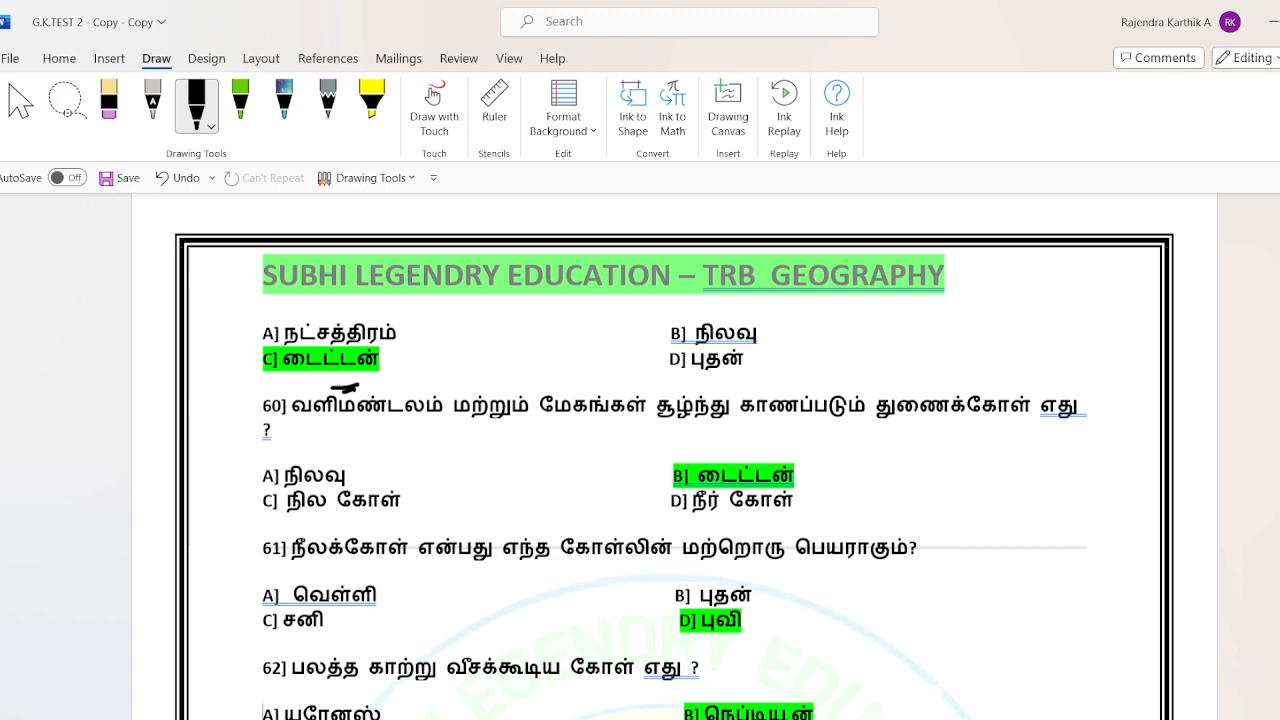 G.K.TEST 2 - Copy - Copy
Search
Rajendra Karthik A RK
File Home Insert Draw Design Layout References Mailings Review View Help
Comments Editing
Draw with Touch
Ruler
Format Background
Ink to Shape
Ink to Math
Drawing Canvas
Ink Replay
Ink Help
Drawing Tools Touch Stencils Edit Convert Insert Replay Help
AutoSave Off Save Undo Can't Repeat Drawing Tools
SUBHI LEGENDRY EDUCATION – TRB GEOGRAPHY
A] நட்சத்திரம் B] நிலவு
C] டைட்டன் D] புதன்
60] வளிமண்டலம் மற்றும் மேகங்கள் சூழ்ந்து காணப்படும் துணைக்கோள் எது
?
A] நிலவு B] டைட்டன்
C] நில கோள் D] நீர் கோள்
61] நீலக்கோள் என்பது எந்த கோள்லின் மற்றொரு பெயராகும்?
A] வெள்ளி B] புதன்
C] சனி D] புவி
62] பலத்த காற்று வீசக்கூடிய கோள் எது ?
A] யுரேனஸ் B] நெப்டியுன்